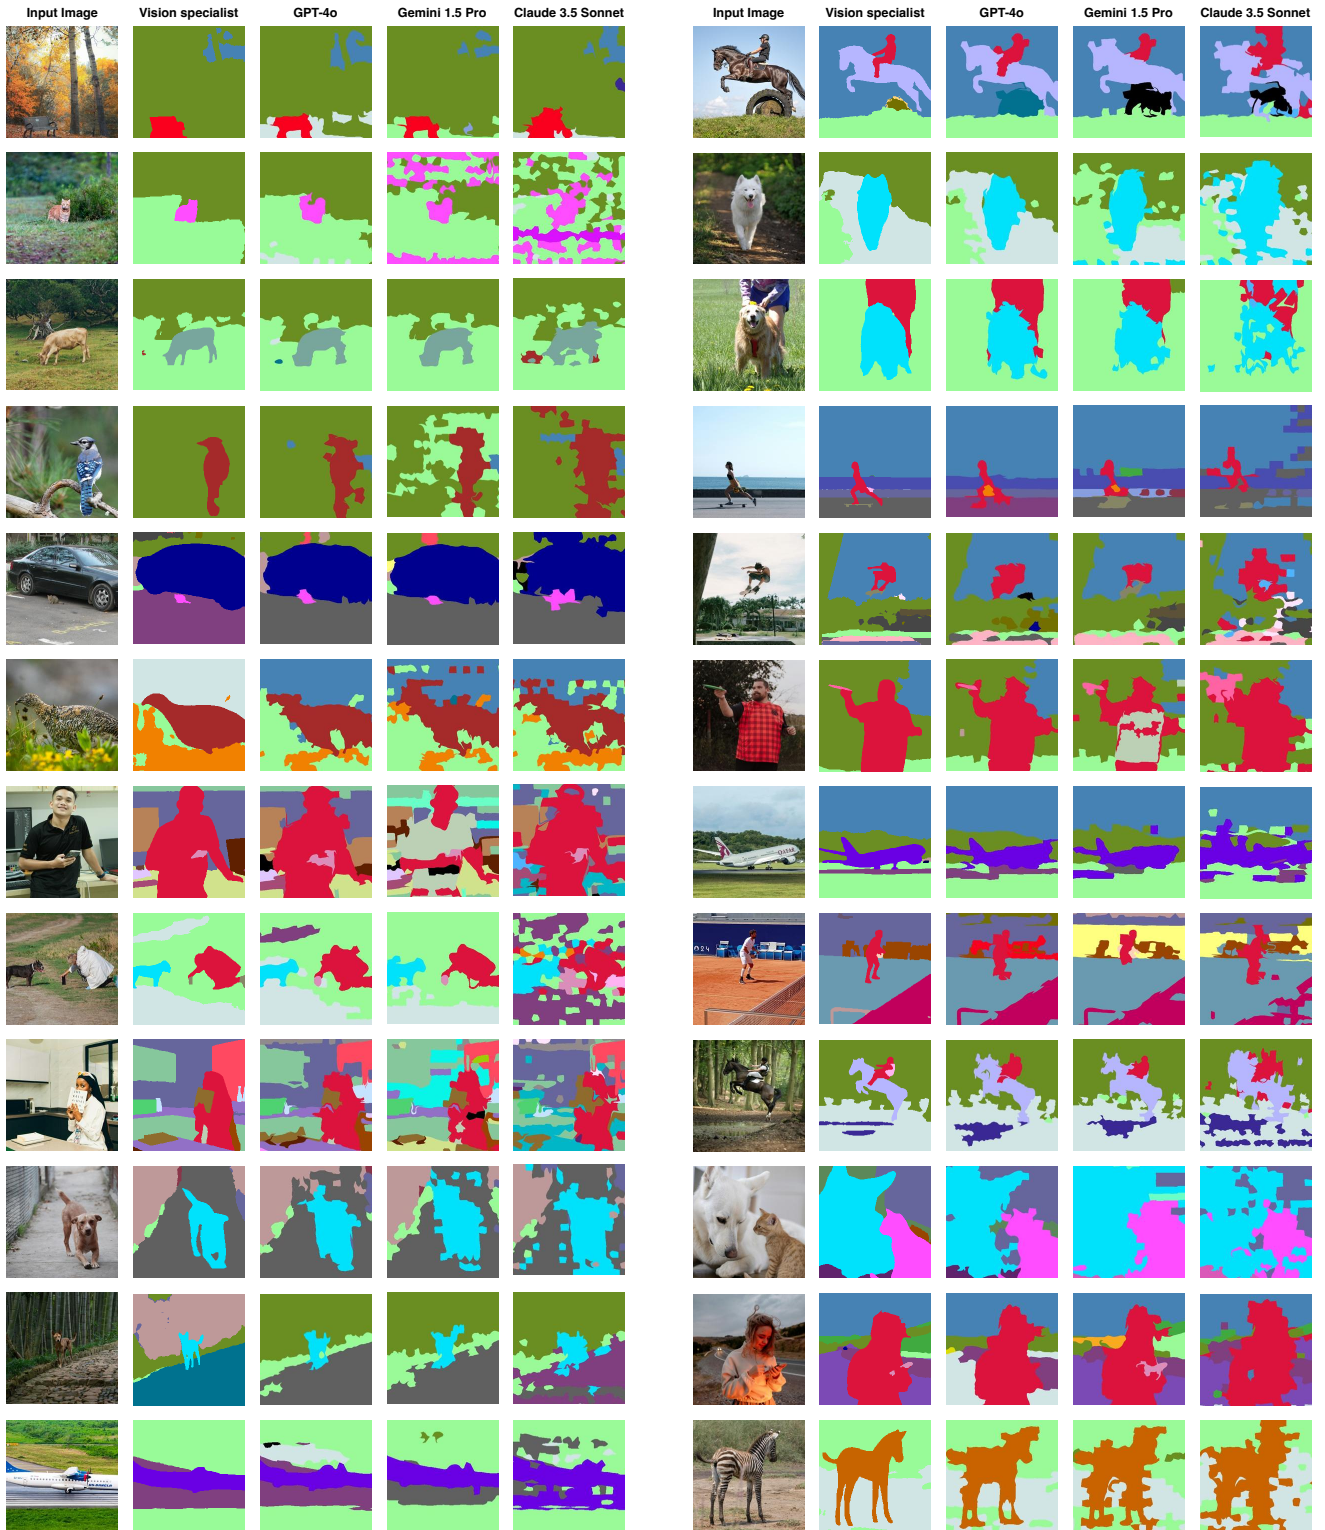 Input Image Vision specialist GPT-4o Gemini 1.5 Pro Claude 3.5 Sonnet
Input Image Vision specialist GPT-4o Gemini 1.5 Pro Claude 3.5 Sonnet
QATAR